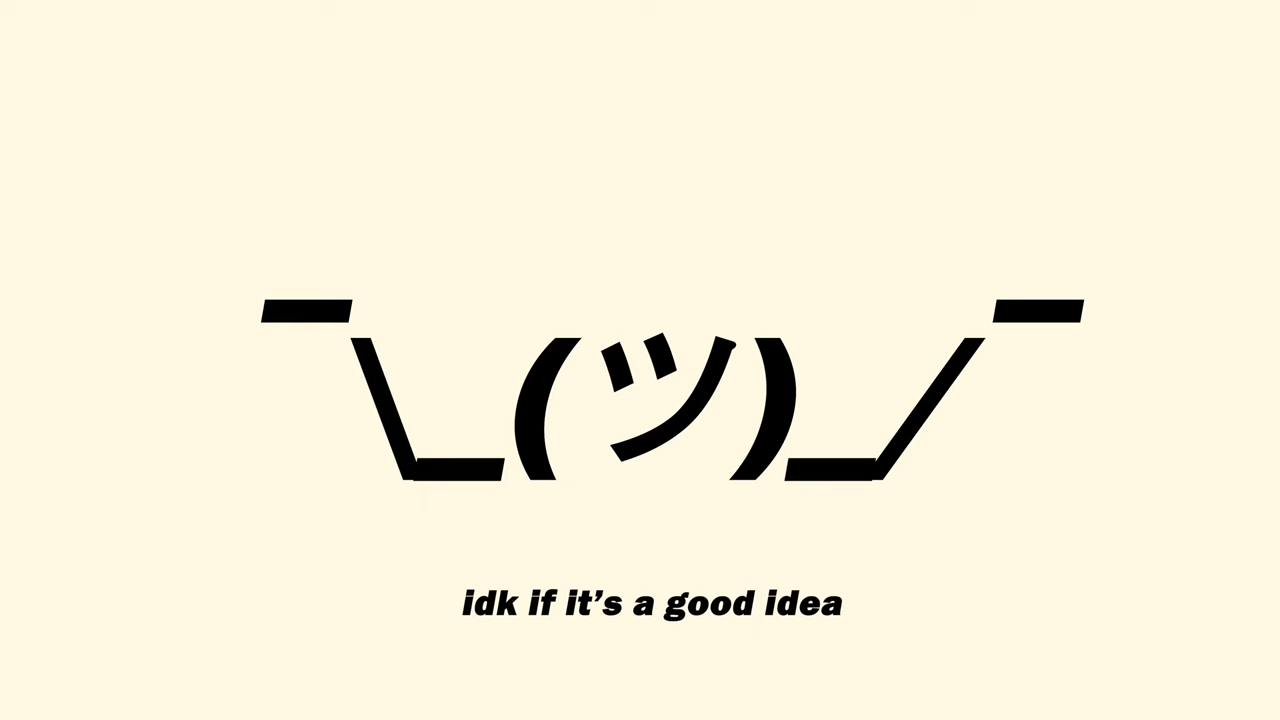 ¯\_(ツ)_/¯
idk if it’s a good idea